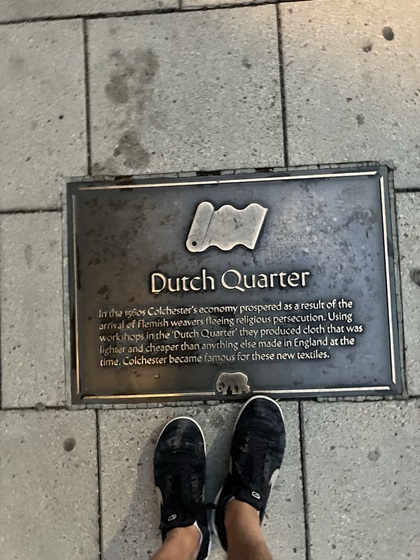 Dutch Quarter
In the 1560s Colchester's economy prospered as a result of the
arrival of Flemish weavers fleeing religious persecution. Using
workshops in the 'Dutch Quarter' they produced cloth that was
lighter and cheaper than anything else made in England at the
time. Colchester became famous for these new textiles.